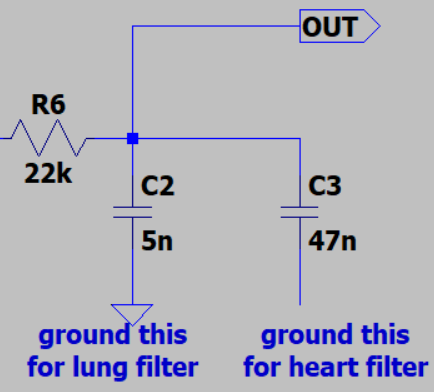 OUT
R6
22k
C2
5n
C3
47n
ground this
for lung filter
ground this
for heart filter